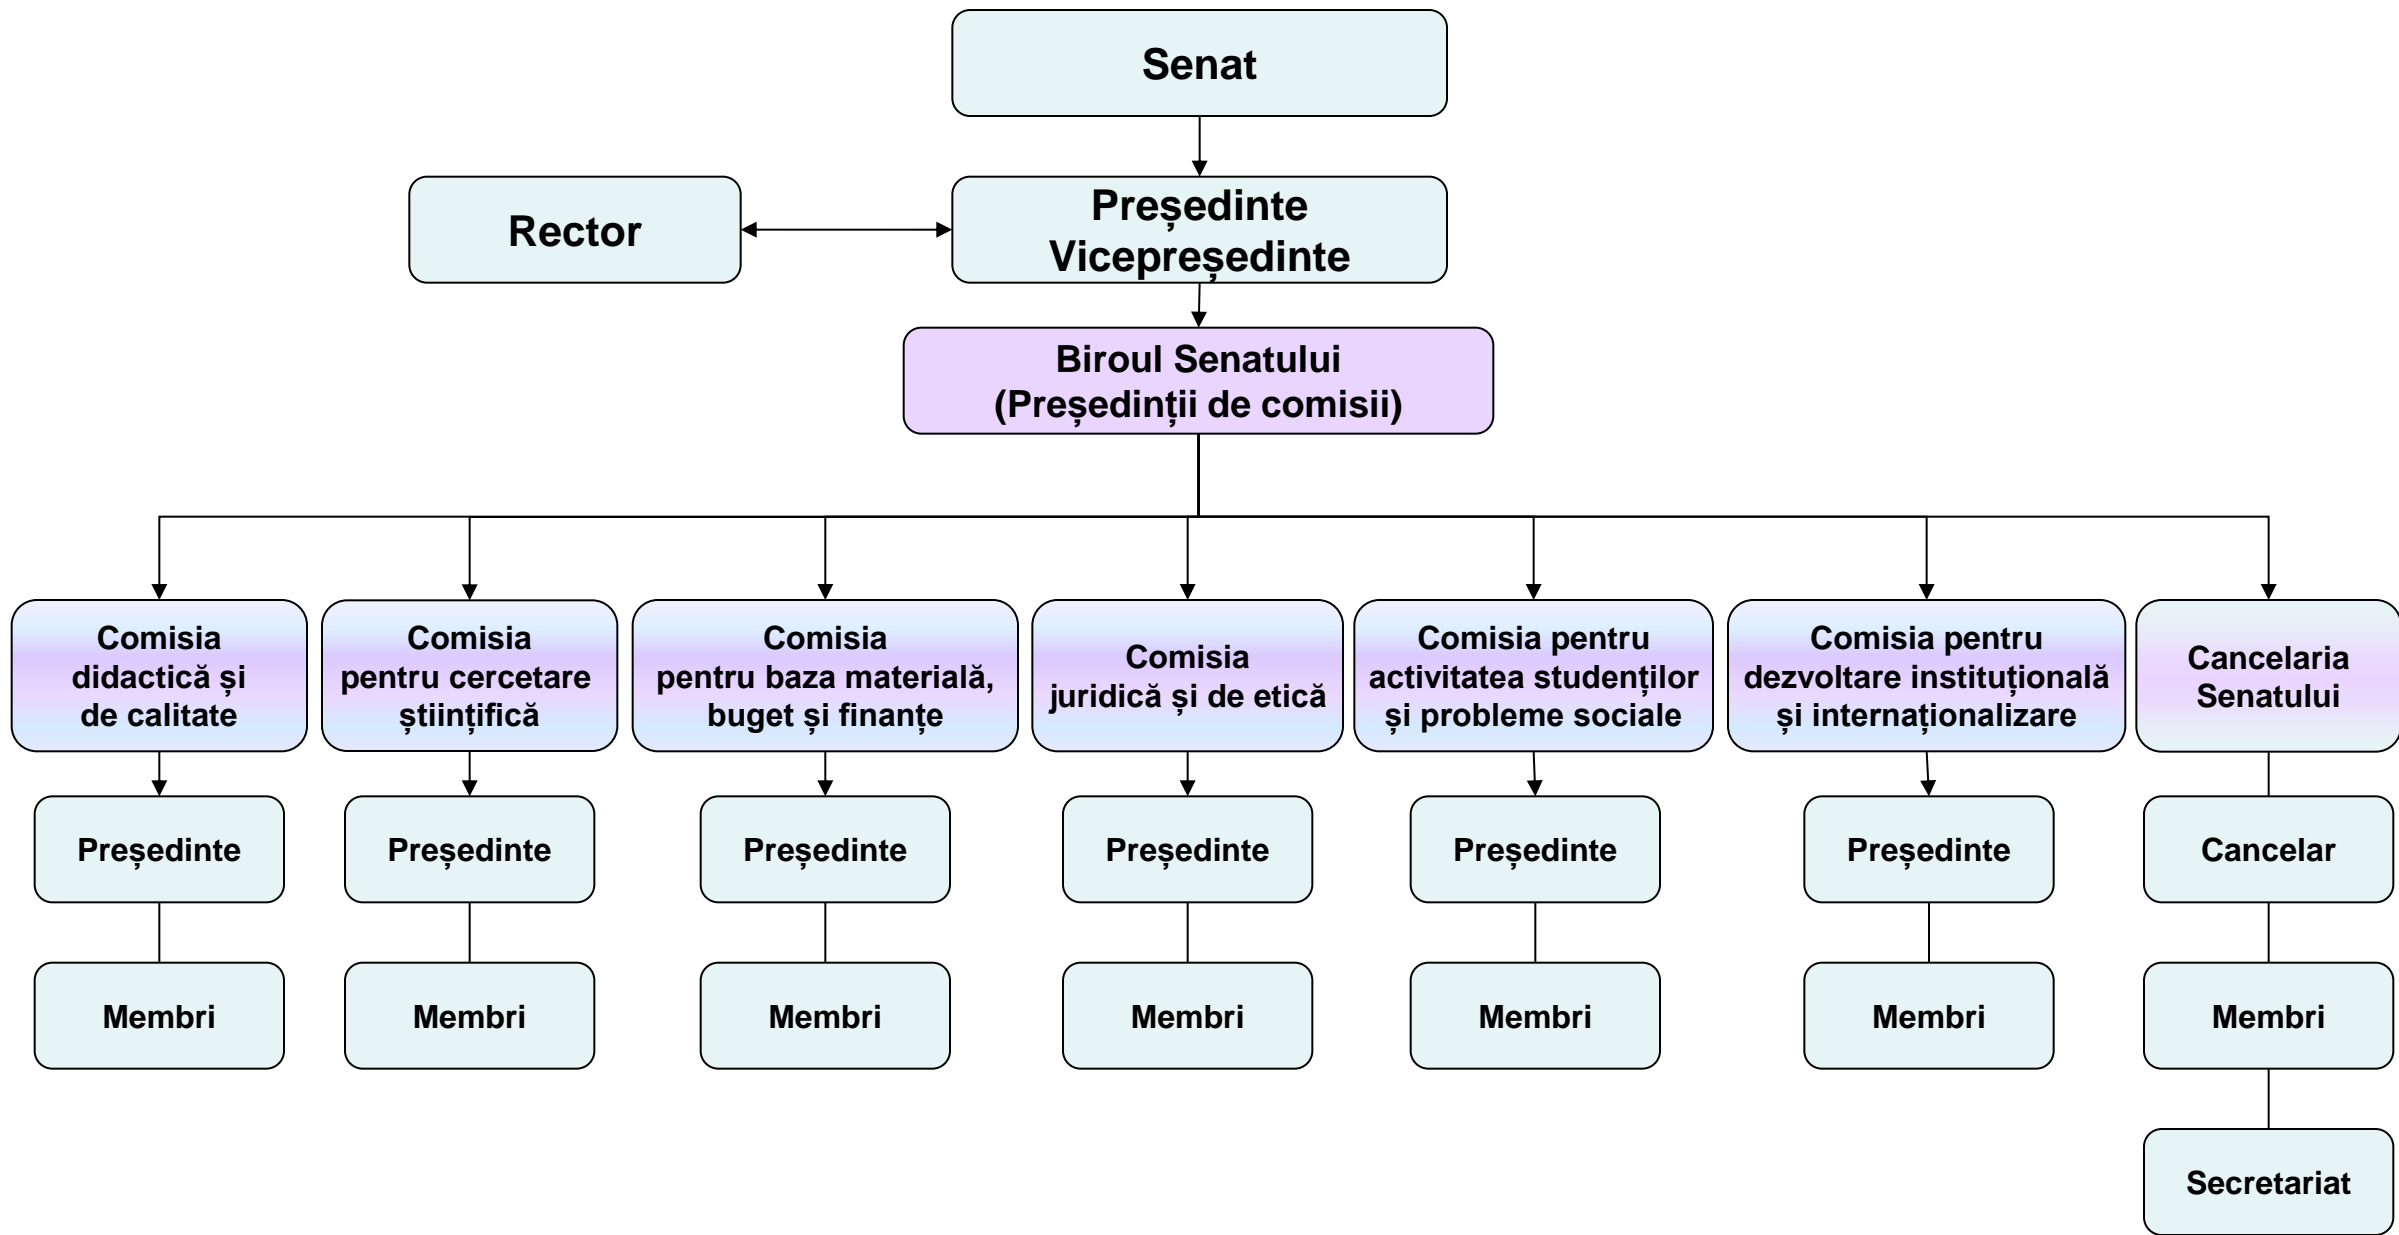 Senat
Rector
Președinte
Vicepreședinte
Biroul Senatului
(Președinții de comisii)
Comisia
didactică și
de calitate
Comisia
pentru cercetare
științifică
Comisia
pentru baza materială,
buget și finanțe
Comisia
juridică și de etică
Comisia pentru
activitatea studenților
și probleme sociale
Comisia pentru
dezvoltare instituțională
și internaționalizare
Cancelaria
Senatului
Președinte
Președinte
Președinte
Președinte
Președinte
Președinte
Cancelar
Membri
Membri
Membri
Membri
Membri
Membri
Membri
Secretariat